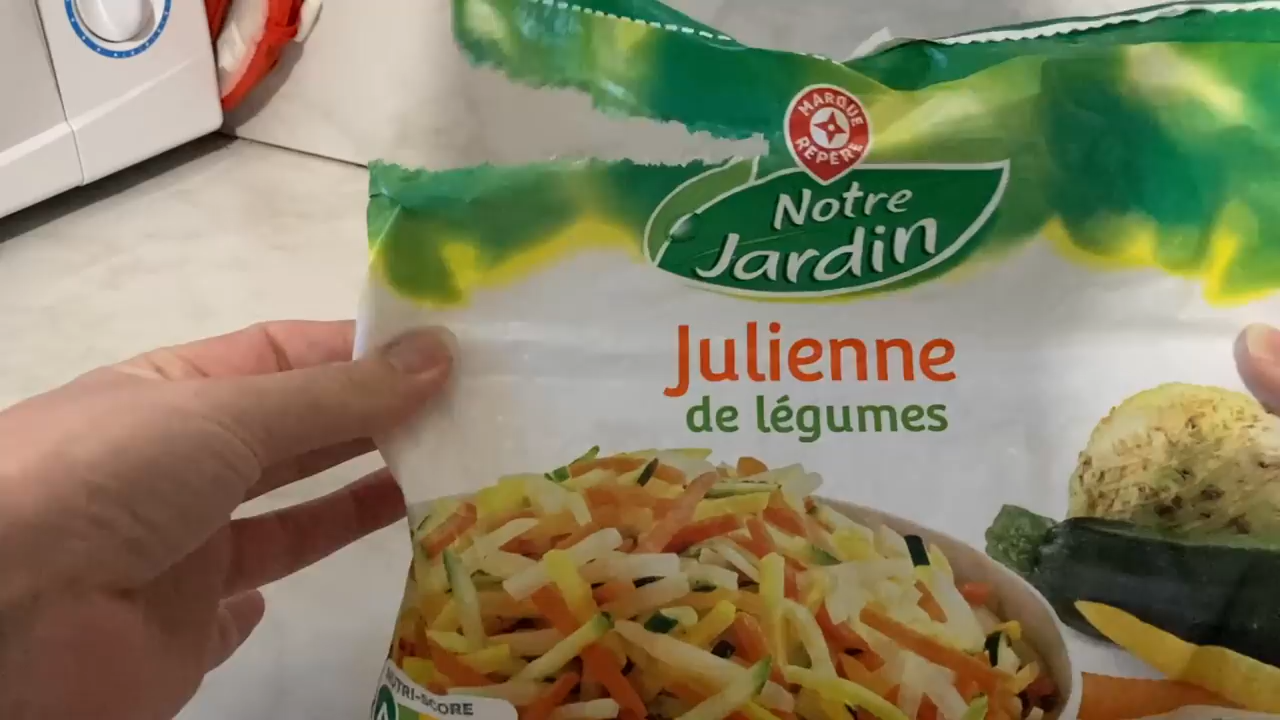 MARQUE
REPÈRE
Notre
Jardin
Julienne
de légumes
NUTRI-SCORE
A